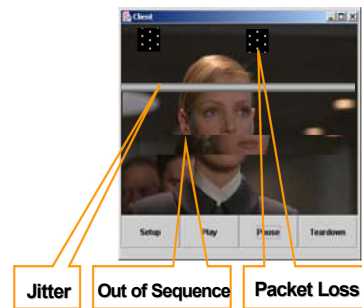 Client
Setup Play Pause Teardown
Jitter Out of Sequence Packet Loss